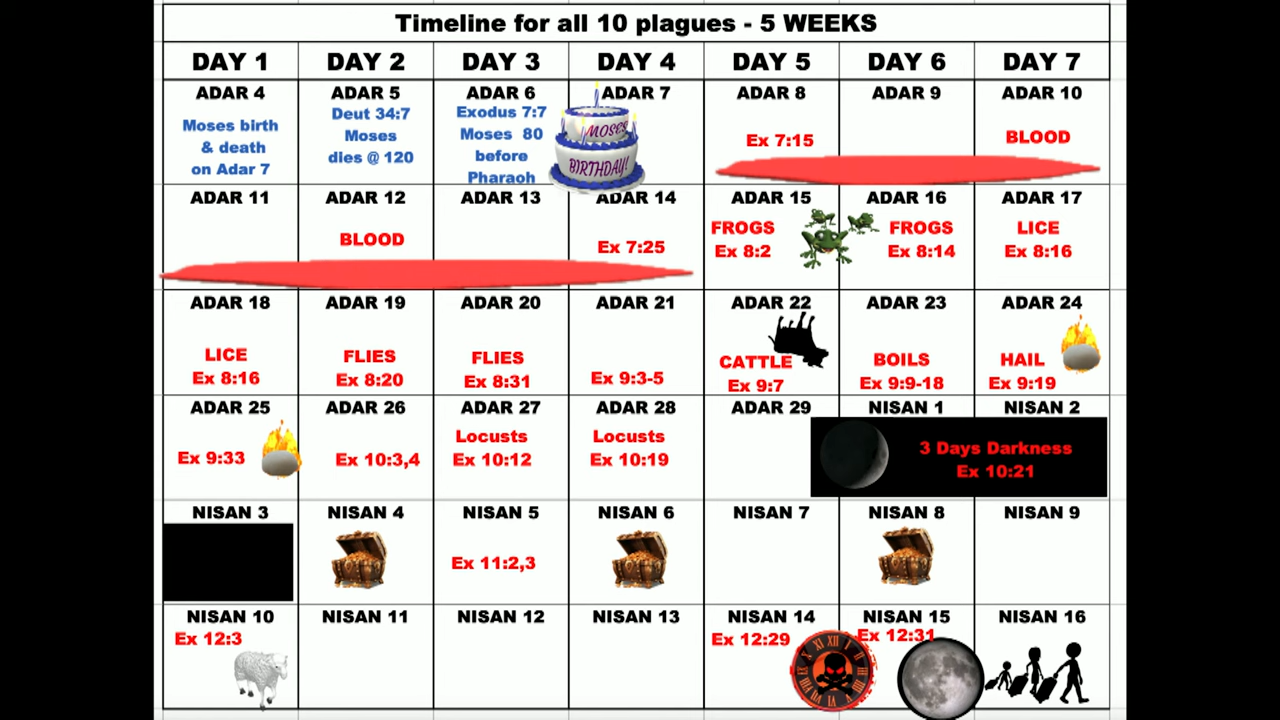 Timeline for all 10 plagues - 5 WEEKS
DAY 1 DAY 2 DAY 3 DAY 4 DAY 5 DAY 6 DAY 7
ADAR 4
Moses birth
& death
on Adar 7
ADAR 5
Deut 34:7
Moses
dies @ 120
ADAR 6
Exodus 7:7
Moses 80
before
Pharaoh
ADAR 7
MOSES
BIRTHDAY!
ADAR 8
Ex 7:15
ADAR 9
ADAR 10
BLOOD
ADAR 11
ADAR 12
BLOOD
ADAR 13
ADAR 14
Ex 7:25
ADAR 15
FROGS
Ex 8:2
ADAR 16
FROGS
Ex 8:14
ADAR 17
LICE
Ex 8:16
ADAR 18
LICE
Ex 8:16
ADAR 19
FLIES
Ex 8:20
ADAR 20
FLIES
Ex 8:31
ADAR 21
Ex 9:3-5
ADAR 22
CATTLE
Ex 9:7
ADAR 23
BOILS
Ex 9:9-18
ADAR 24
HAIL
Ex 9:19
ADAR 25
Ex 9:33
ADAR 26
Ex 10:3,4
ADAR 27
Locusts
Ex 10:12
ADAR 28
Locusts
Ex 10:19
ADAR 29
NISAN 1
NISAN 2
3 Days Darkness
Ex 10:21
NISAN 3
NISAN 4
NISAN 5
Ex 11:2,3
NISAN 6
NISAN 7
NISAN 8
NISAN 9
NISAN 10
Ex 12:3
NISAN 11
NISAN 12
NISAN 13
NISAN 14
Ex 12:29
NISAN 15
Ex 12:31
NISAN 16